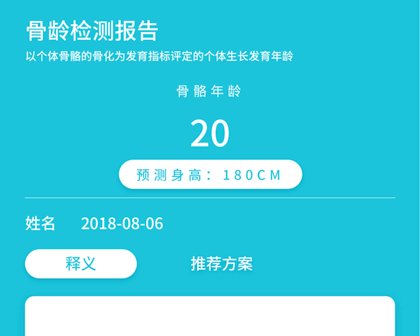 骨龄检测报告
以个体骨骼的骨化为发育指标评定的个体生长发育年龄
骨骼年龄
20
预测身高：180CM
姓名 2018-08-06
释义 推荐方案